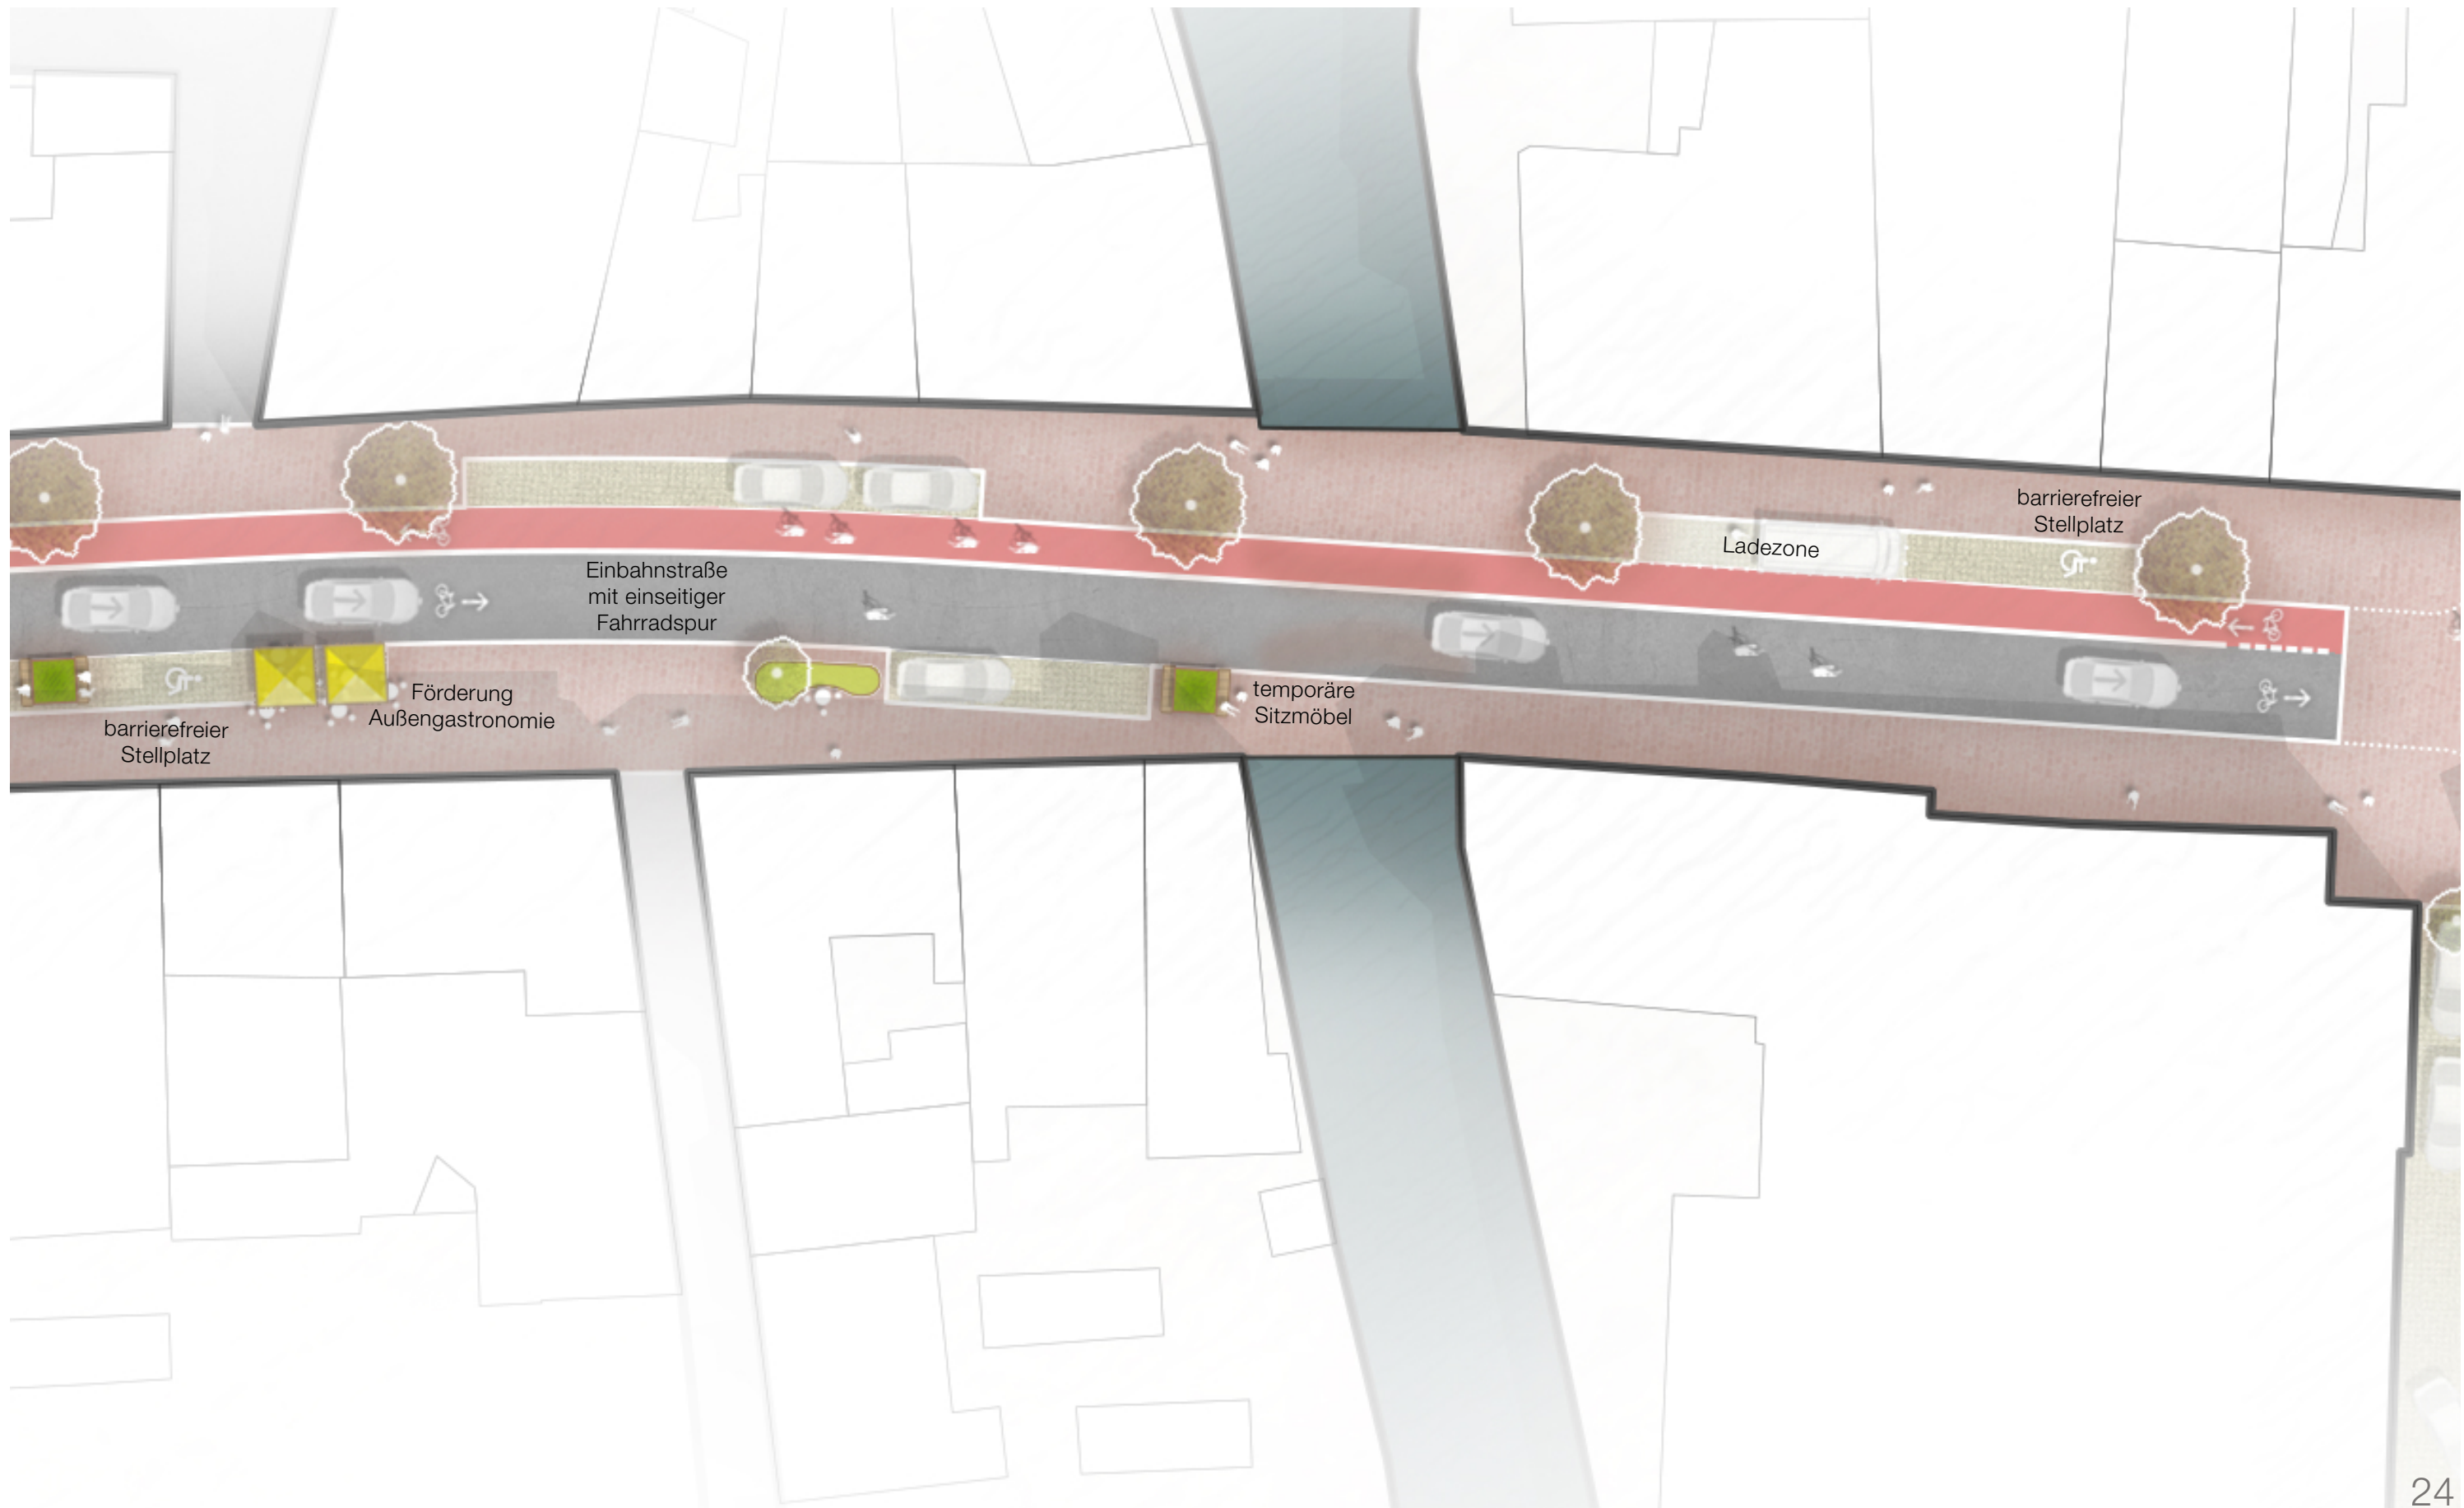 barrierefreier
Stellplatz
Ladezone
Einbahnstraße
mit einseitiger
Fahrradspur
Förderung
Außengastronomie
temporäre
Sitzmöbel
barrierefreier
Stellplatz
24